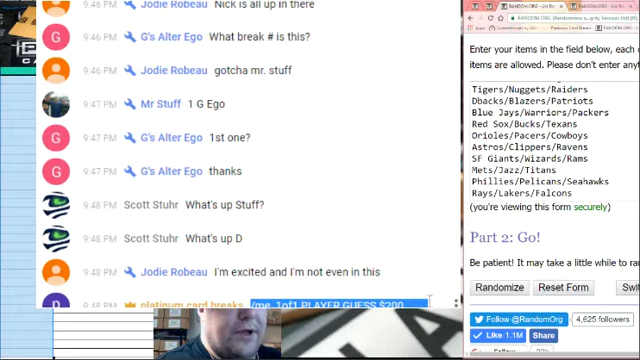 Jodie Robeau Nick is all up in there
G 9:46 PM G's Alter Ego What break # is this?
9:46 PM Jodie Robeau gotcha mr. stuff
9:47 PM Mr Stuff 1 G Ego
G 9:47 PM G's Alter Ego 1st one?
G 9:47 PM G's Alter Ego thanks
9:48 PM Scott Stuhr What's up Stuff?
9:48 PM Scott Stuhr What's up D
9:48 PM Jodie Robeau I'm excited and I'm not even in this
9:48 PM platinum card breaks /me 1of1 PLAYER GUESS $200
Enter your items in the field below, each
items are allowed. Please don't enter
Tigers/Nuggets/Raiders
Dbacks/Blazers/Patriots
Blue Jays/Warriors/Packers
Red Sox/Bucks/Texans
Orioles/Pacers/Cowboys
Astros/Clippers/Ravens
SF Giants/Wizards/Rams
Mets/Jazz/Titans
Phillies/Pelicans/Seahawks
Rays/Lakers/Falcons
(you're viewing this form securely)
Part 2: Go!
Be patient! It may take a little while to
Randomize Reset Form
Follow @RandomOrg 4,625 followers
Like 1.1M Share